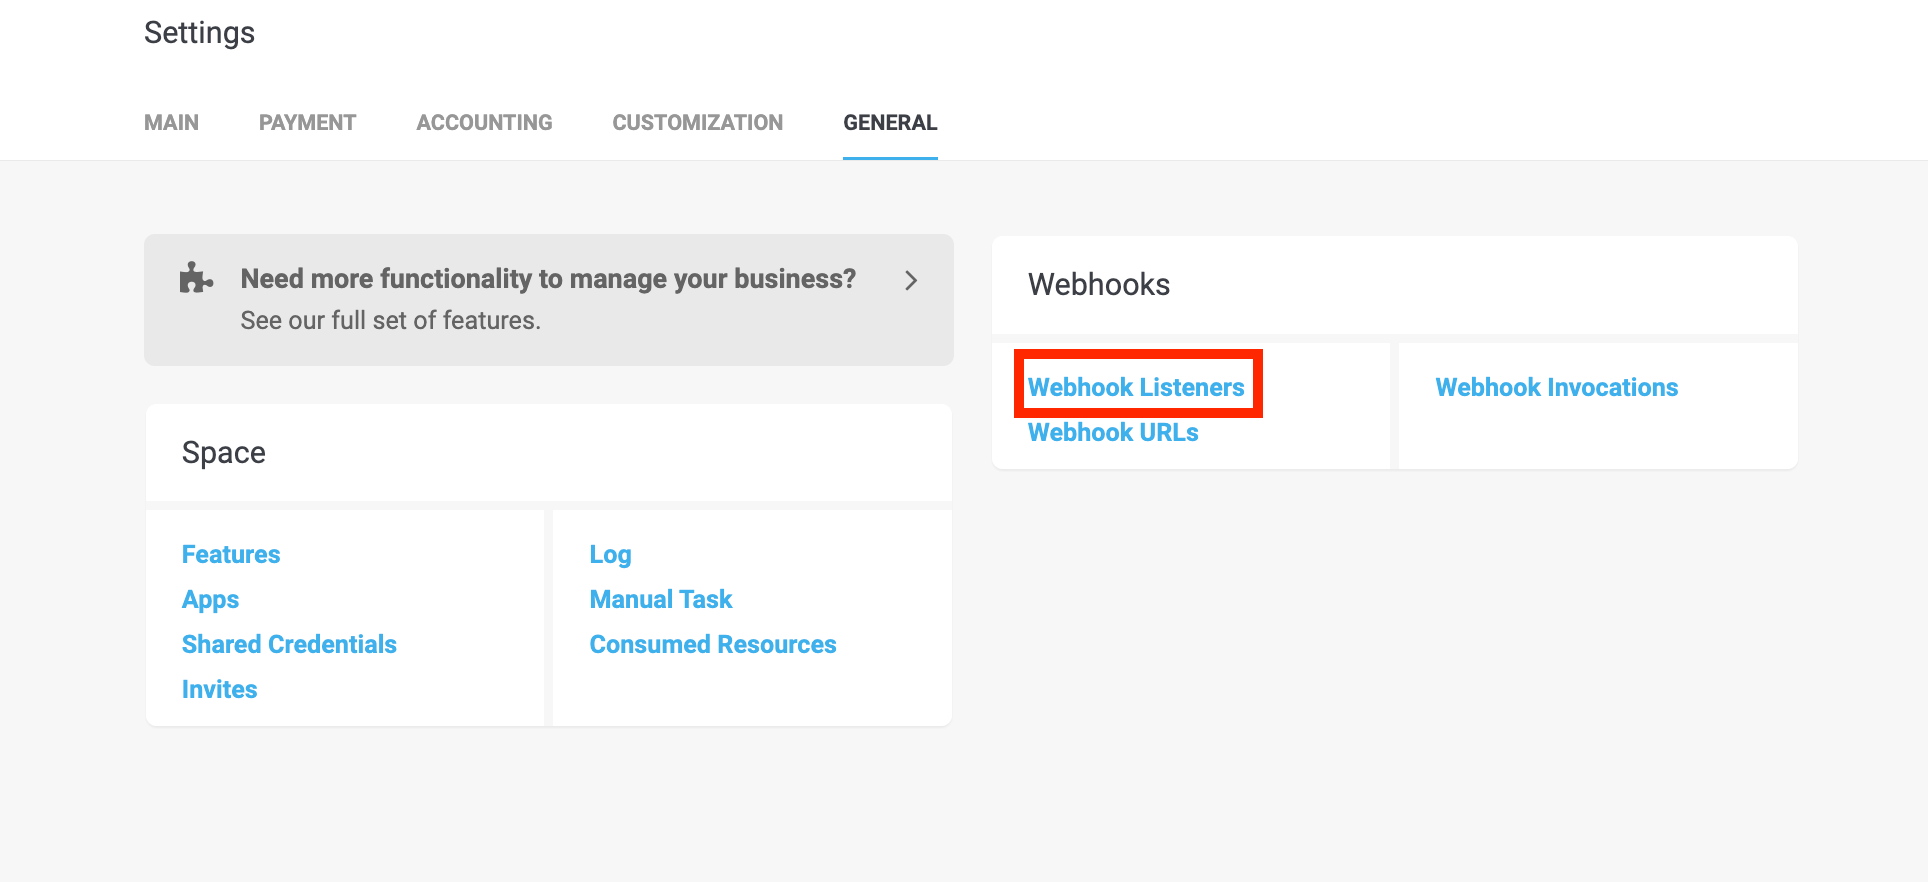 Settings
MAIN PAYMENT ACCOUNTING CUSTOMIZATION GENERAL
Need more functionality to manage your business?
See our full set of features.
Space
Features
Apps
Shared Credentials
Invites
Log
Manual Task
Consumed Resources
Webhooks
Webhook Listeners
Webhook URLs
Webhook Invocations